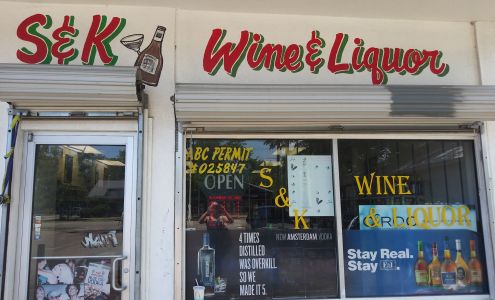 S&K
Wine & Liquor
ABC PERMIT
# 025847
OPEN
S
&
K
WINE
& LIQUOR
CÎROC
NEW AMSTERDAM VODKA
4 TIMES
DISTILLED
WAS OVERKILL.
SO WE
MADE IT 5.
Stay Real.
Stay E&J.